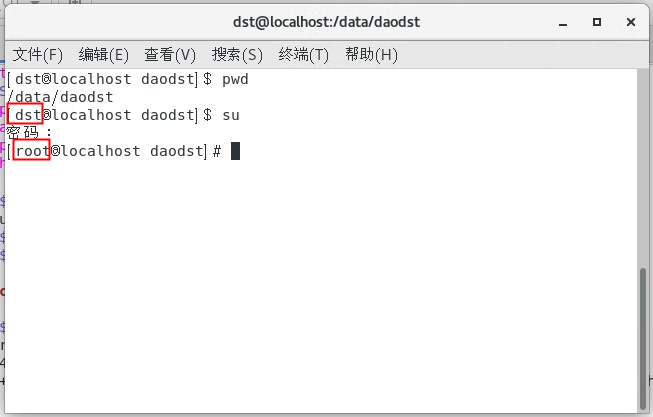 dst@localhost:/data/daodst
文件(F) 编辑(E) 查看(V) 搜索(S) 终端(T) 帮助(H)
[dst@localhost daodst]$ pwd
/data/daodst
[dst@localhost daodst]$ su
密码：
[root@localhost daodst]#